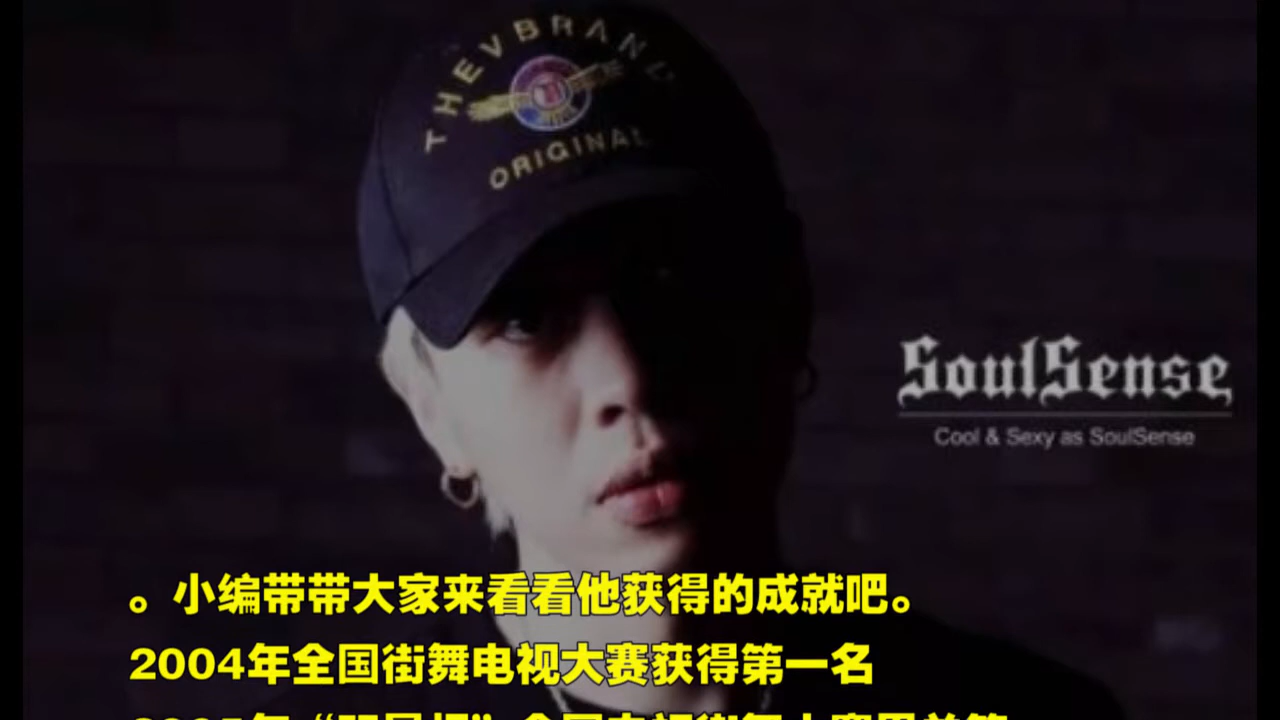 THEVBRAND
ORIGINAL
SoulSense
Cool & Sexy as SoulSense
。小编带带大家来看看他获得的成就吧。
2004年全国街舞电视大赛获得第一名